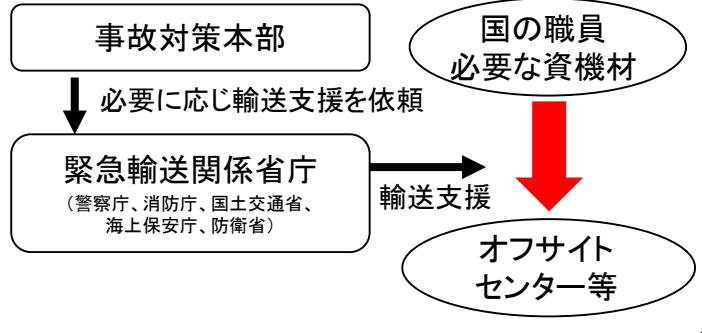 事故対策本部
国の職員
必要な資機材
必要に応じ輸送支援を依頼
緊急輸送関係省庁
（警察庁、消防庁、国土交通省、
海上保安庁、防衛省）
輸送支援
オフサイト
センター等